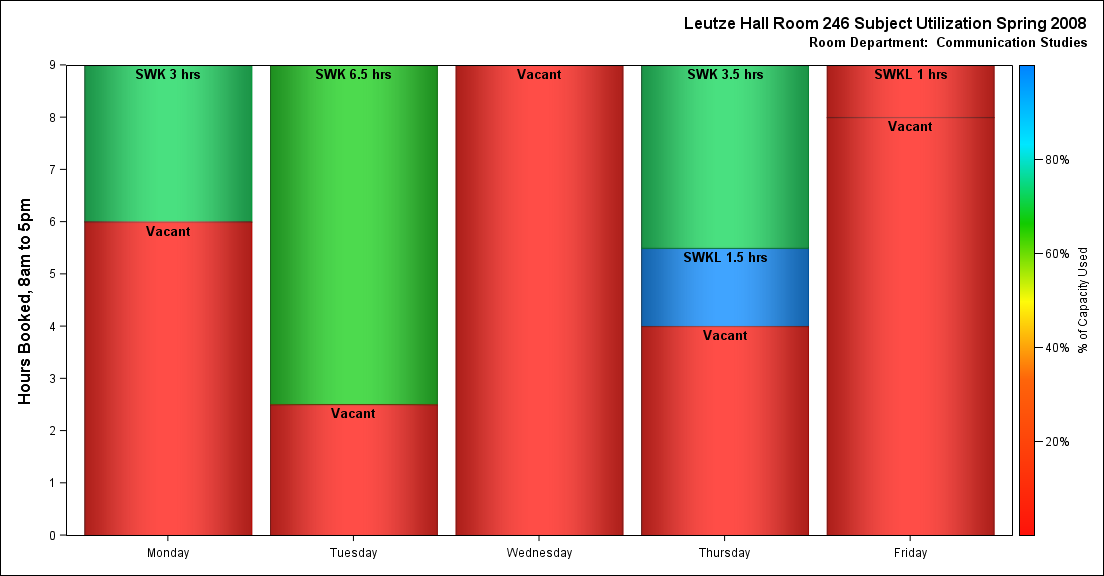 Leutze Hall Room 246 Subject Utilization Spring 2008
Room Department:  Communication Studies
Hours Booked, 8am to 5pm
9
8
7
6
5
4
3
2
1
0
SWK 3 hrs
Vacant
SWK 6.5 hrs
Vacant
Vacant
SWK 3.5 hrs
SWKL 1.5 hrs
Vacant
SWKL 1 hrs
Vacant
Monday
Tuesday
Wednesday
Thursday
Friday
80%
60%
40%
20%
% of Capacity Used